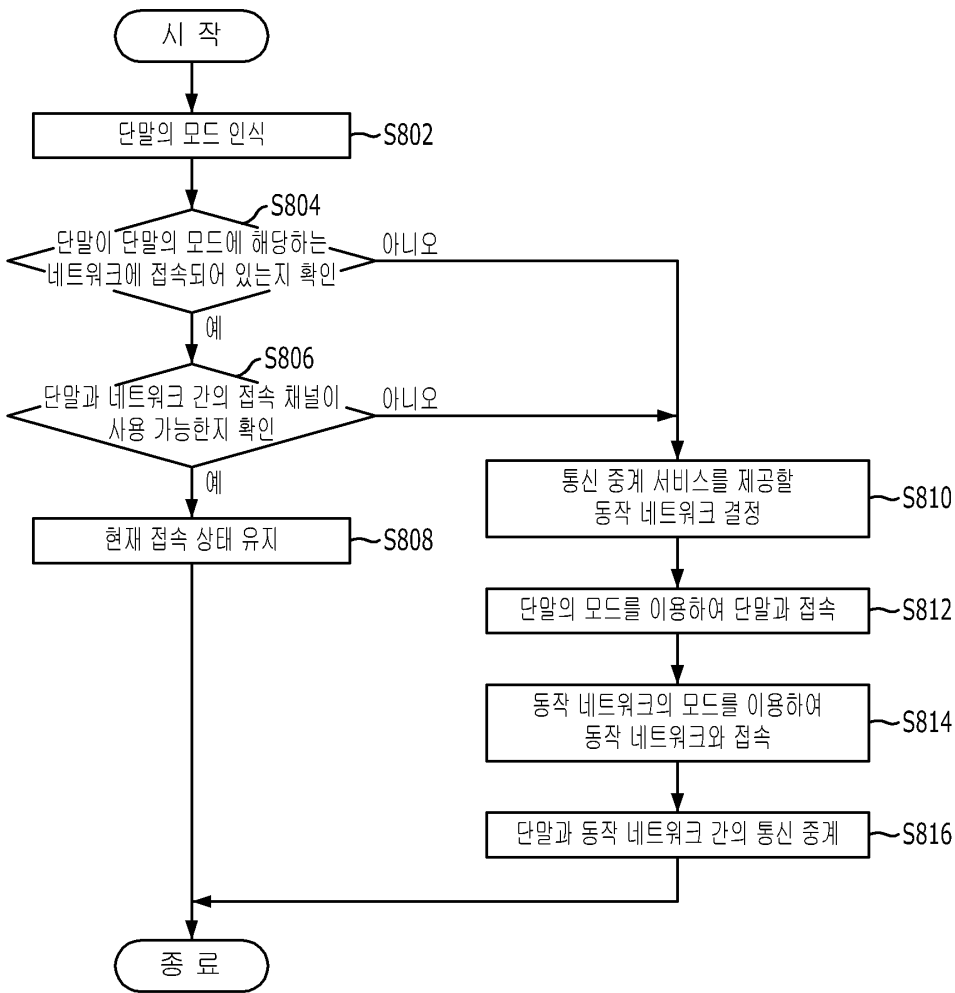 시 작
단말의 모드 인식
S802
S804
단말이 단말의 모드에 해당하는
네트워크에 접속되어 있는지 확인
아니오
예
S806
단말과 네트워크 간의 접속 채널이
사용 가능한지 확인
아니오
예
현재 접속 상태 유지
S808
통신 중계 서비스를 제공할
동작 네트워크 결정
S810
단말의 모드를 이용하여 단말과 접속
S812
동작 네트워크의 모드를 이용하여
동작 네트워크와 접속
S814
단말과 동작 네트워크 간의 통신 중계
S816
종 료